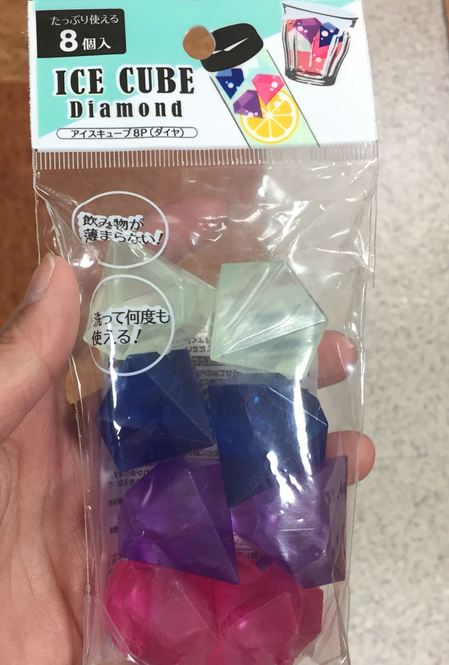 たっぷり使える
8個入
ICE CUBE
Diamond
アイスキューブ8P(ダイヤ)
飲み物が
薄まらない!
洗って何度も
使える!